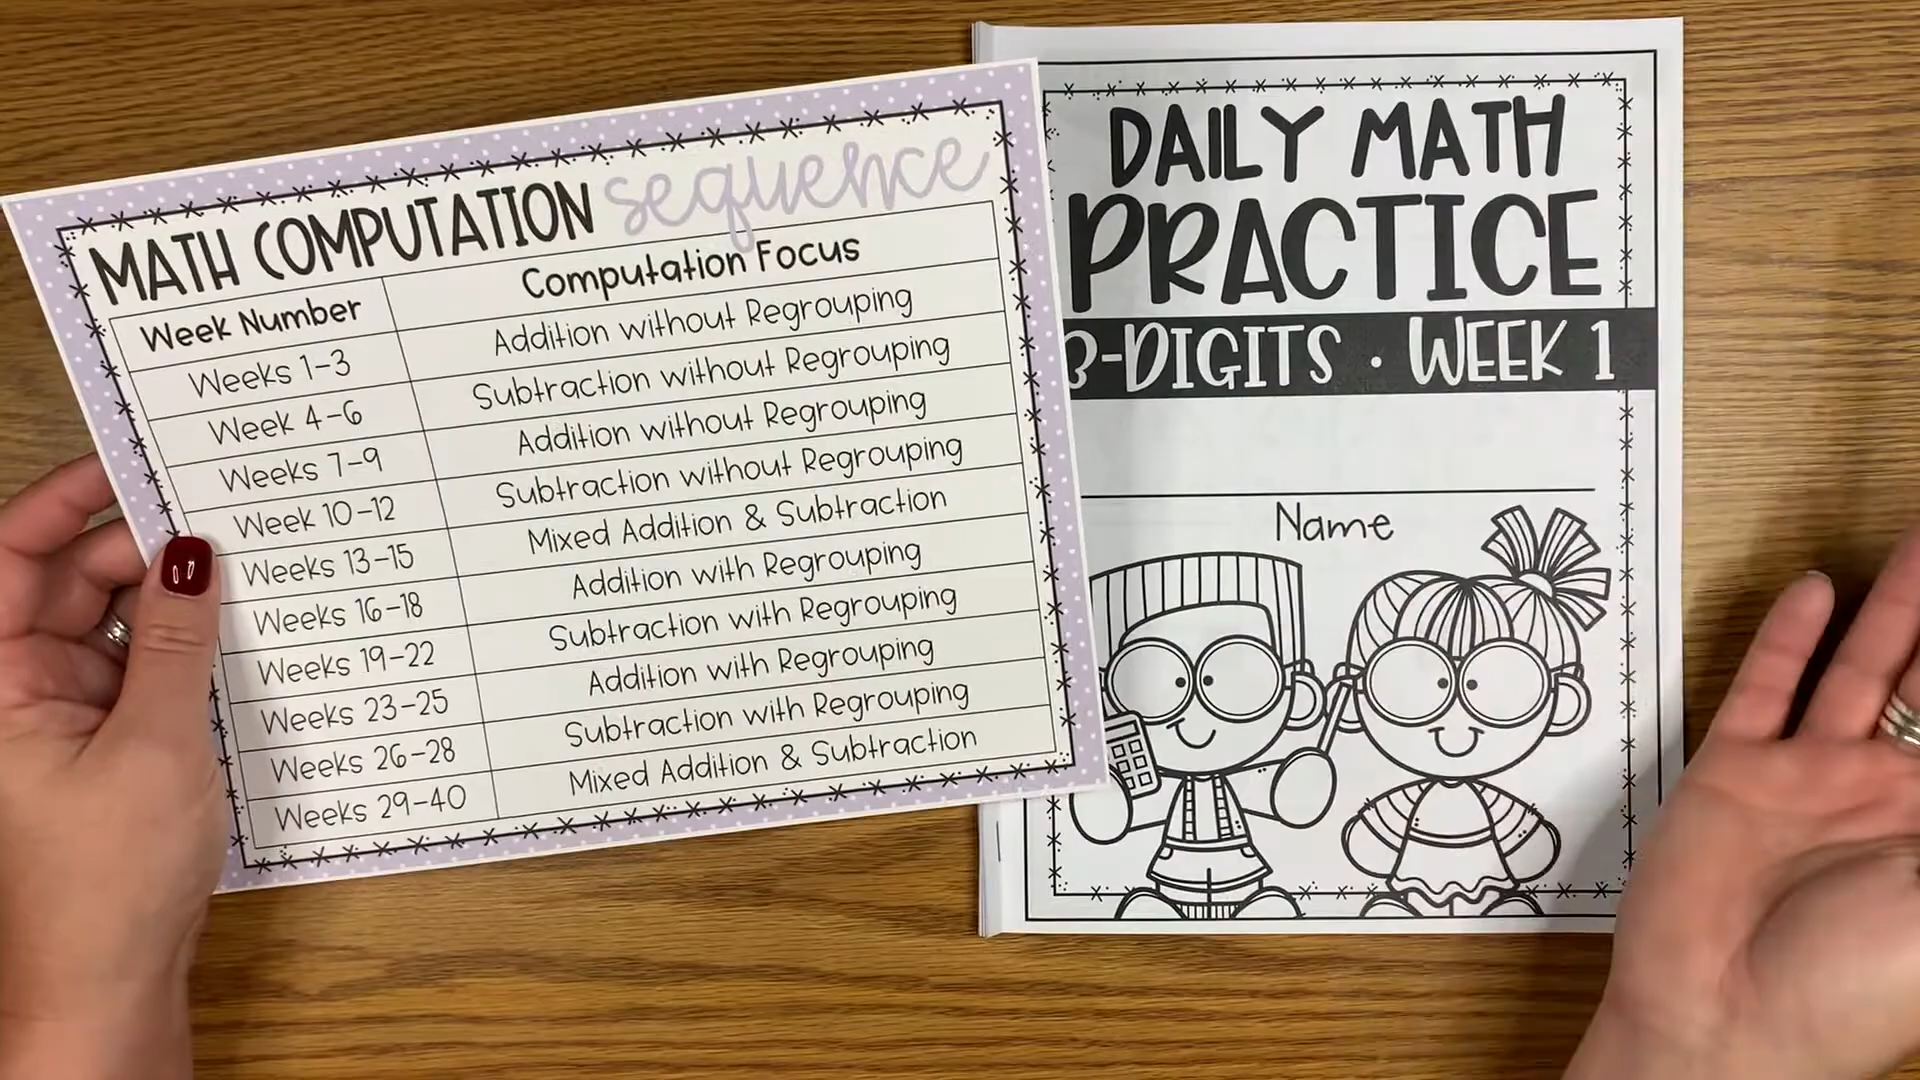 MATH COMPUTATION sequence
Week Number Computation Focus
Weeks 1-3 Addition without Regrouping
Week 4-6 Subtraction without Regrouping
Weeks 7-9 Addition without Regrouping
Week 10-12 Subtraction without Regrouping
Weeks 13-15 Mixed Addition & Subtraction
Weeks 16-18 Addition with Regrouping
Weeks 19-22 Subtraction with Regrouping
Weeks 23-25 Addition with Regrouping
Weeks 26-28 Subtraction with Regrouping
Weeks 29-40 Mixed Addition & Subtraction
DAILY MATH
PRACTICE
3-DIGITS · WEEK 1
Name